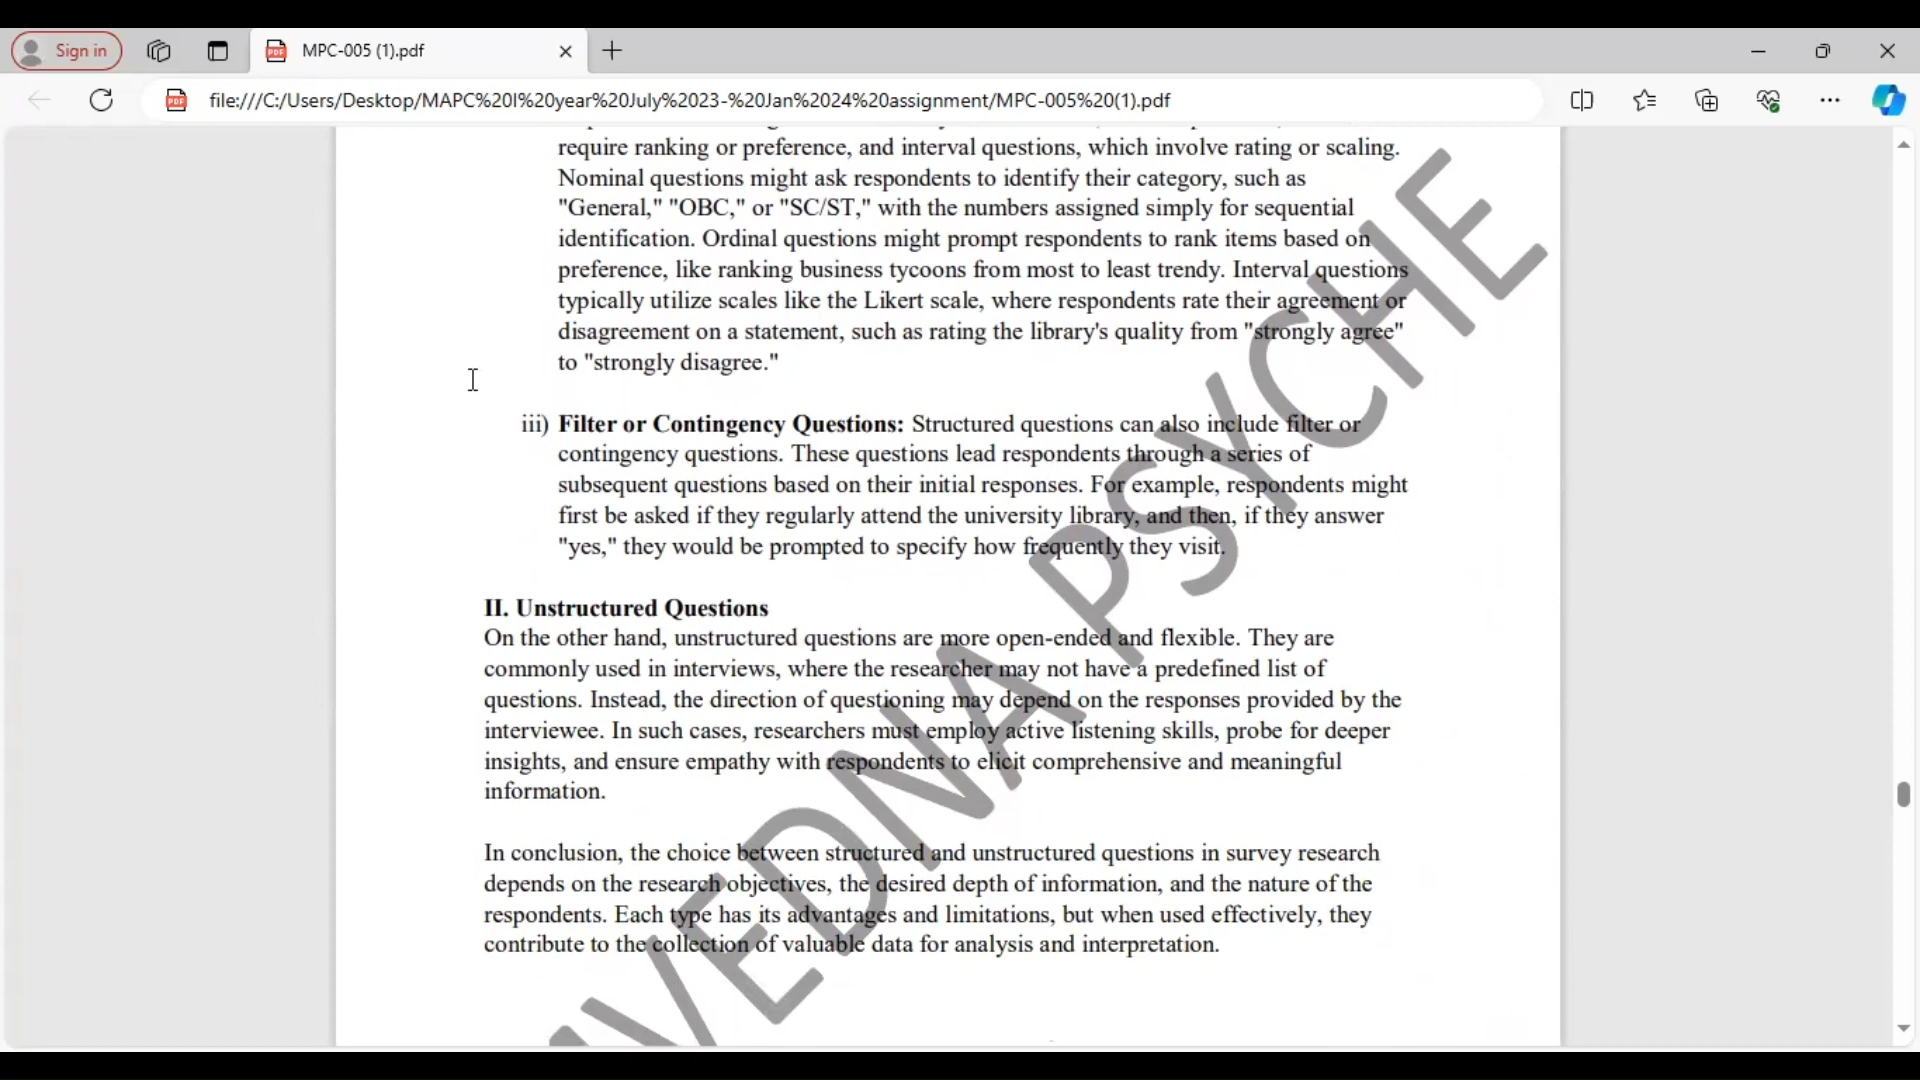 Sign in
MPC-005 (1).pdf
file:///C:/Users/Desktop/MAPC%20I%20year%20July%2023-%20Jan%2024%20assignment/MPC-005%20(1).pdf
require ranking or preference, and interval questions, which involve rating or scaling.
Nominal questions might ask respondents to identify their category, such as
"General," "OBC," or "SC/ST," with the numbers assigned simply for sequential
identification. Ordinal questions might prompt respondents to rank items based on
preference, like ranking business tycoons from most to least trendy. Interval questions
typically utilize scales like the Likert scale, where respondents rate their agreement or
disagreement on a statement, such as rating the library's quality from "strongly agree"
to "strongly disagree."
iii) Filter or Contingency Questions: Structured questions can also include filter or
contingency questions. These questions lead respondents through a series of
subsequent questions based on their initial responses. For example, respondents might
first be asked if they regularly attend the university library, and then, if they answer
"yes," they would be prompted to specify how frequently they visit.
II. Unstructured Questions
On the other hand, unstructured questions are more open-ended and flexible. They are
commonly used in interviews, where the researcher may not have a predefined list of
questions. Instead, the direction of questioning may depend on the responses provided by the
interviewee. In such cases, researchers must employ active listening skills, probe for deeper
insights, and ensure empathy with respondents to elicit comprehensive and meaningful
information.
In conclusion, the choice between structured and unstructured questions in survey research
depends on the research objectives, the desired depth of information, and the nature of the
respondents. Each type has its advantages and limitations, but when used effectively, they
contribute to the collection of valuable data for analysis and interpretation.
VEDNA PSYCHE